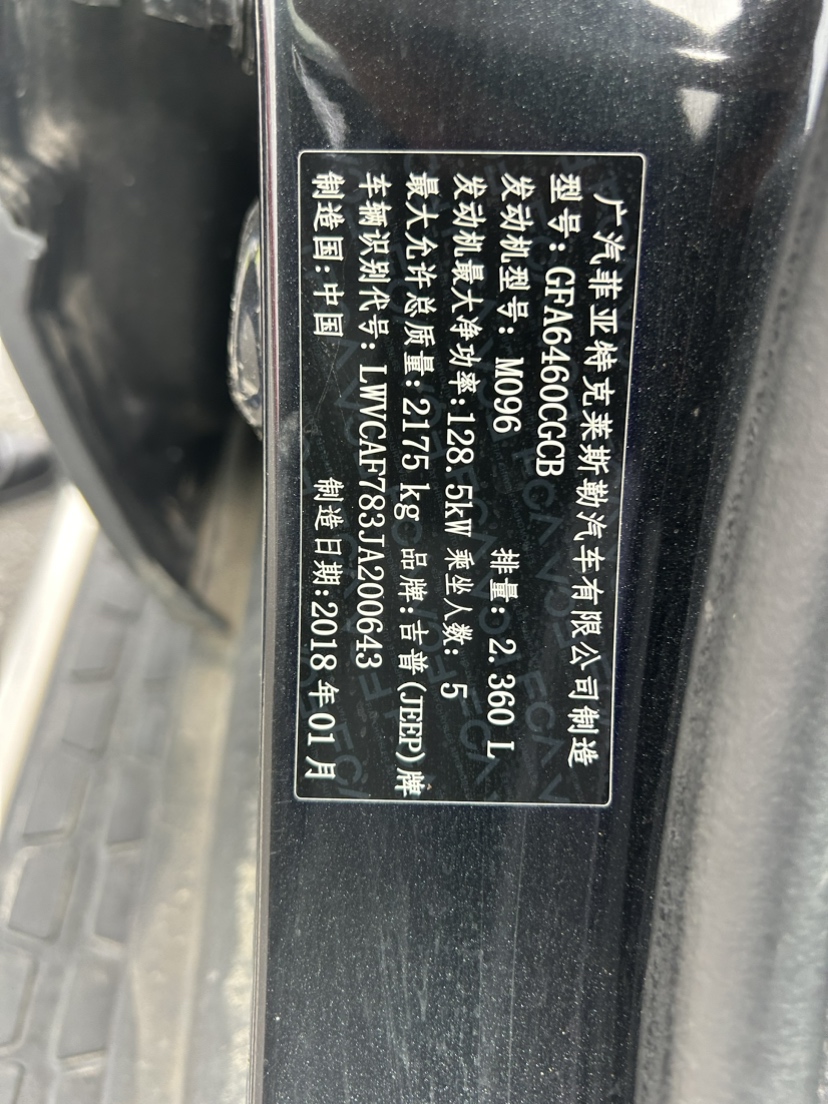 广汽菲亚特克莱斯勒汽车有限公司制造
型号:GFA6460CGCB
发动机型号: M096 排量: 2.360 L
发动机最大净功率:128.5kW 乘坐人数: 5
最大允许总质量:2175 kg 品牌:吉普(JEEP)牌
车辆识别代号: LWVCAF783JA200643
制造国:中国 制造日期:2018 年01 月